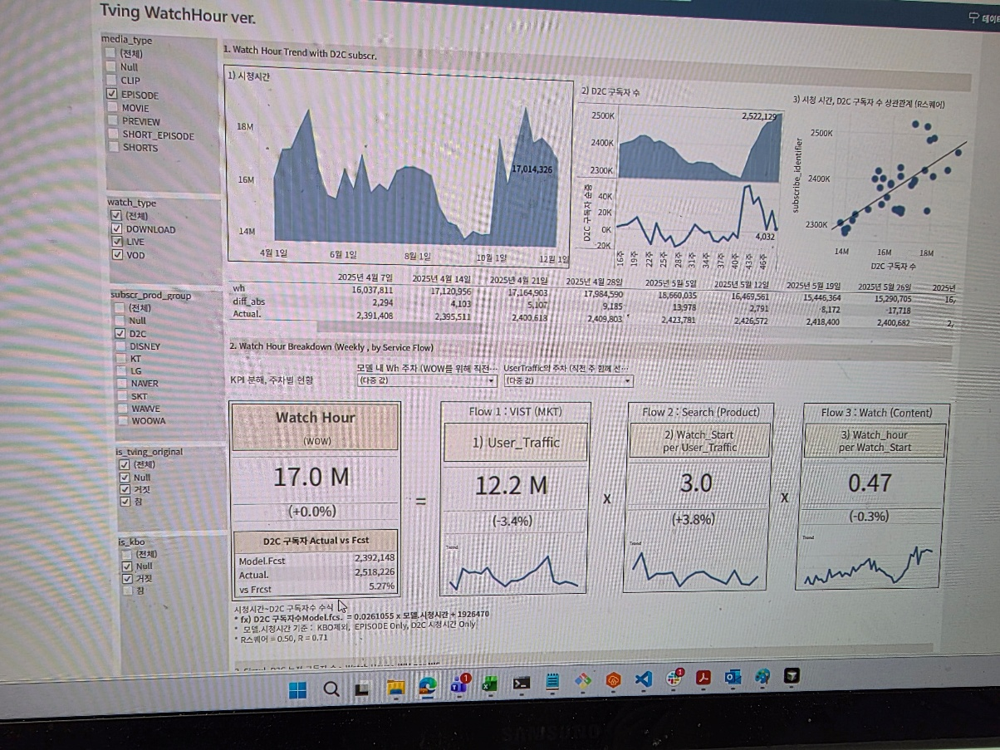 Tving WatchHour ver.
media_type
(전체)
Null
CLIP
EPISODE
MOVIE
PREVIEW
SHORT_EPISODE
SHORTS
watch_type
(전체)
DOWNLOAD
LIVE
VOD
subscr_prod_group
(전체)
Null
D2C
DISNEY
KT
LG
NAVER
SKT
WAVVE
WOOWA
is_tving_original
(전체)
Null
거짓
참
is_kbo
(전체)
Null
거짓
참
1. Watch Hour Trend with D2C subscr.
1) 시청시간
18M
16M
14M
17,014,326
4월 1일 6월 1일 8월 1일 10월 1일 12월 1일
2) D2C 구독자 수
2500K
2400K
2300K
2,522,129
D2C 구독자 순증
40K
20K
0K
-20K
4,032
16주 19주 22주 25주 28주 31주 34주 37주 40주 43주 46주
3) 시청 시간, D2C 구독자 수 상관관계 (R스퀘어)
subscribe_identifier
2500K
2400K
2300K
14M 16M 18M
D2C 구독자 수
2025년 4월 7일 2025년 4월 14일 2025년 4월 21일 2025년 4월 28일 2025년 5월 5일 2025년 5월 12일 2025년 5월 19일 2025년 5월 26일 2025년
wh 16,037,811 17,120,956 17,164,903 17,984,590 18,660,035 16,469,561 15,446,364 15,290,705 16,
diff_abs 2,294 4,103 5,107 9,185 13,978 2,791 -8,172 -17,718
Actual. 2,391,408 2,395,511 2,400,618 2,409,803 2,423,781 2,426,572 2,418,400 2,400,682 2,
2. Watch Hour Breakdown (Weekly , by Service Flow)
KPI 분해, 주차별 현황
모델 내 Wh 주차 (WOW를 위해 직전…
(다중 값)
UserTraffic의 주차 (직전 주 함께 선…
(다중 값)
Watch Hour
(WOW)
17.0 M
(+0.0%)
D2C 구독자 Actual vs Fcst
Model.Fcst 2,392,148
Actual. 2,518,226
vs Frcst 5.27%
=
Flow 1 : VIST (MKT)
1) User_Traffic
12.2 M
(-3.4%)
Trend
x
Flow 2 : Search (Product)
2) Watch_Start
per User_Traffic
3.0
(+3.8%)
Trend
x
Flow 3 : Watch (Content)
3) Watch_hour
per Watch_Start
0.47
(-0.3%)
Trend
시청시간~D2C 구독자수 수식
* fx) D2C 구독자수Model.fcs. = 0.0261055 x 모델.시청시간 + 1926470
* 모델.시청시간 기준 : KBO제외, EPISODE Only, D2C 시청시간 Only
* R스퀘어 = 0.50, R = 0.71
SAMSUNG